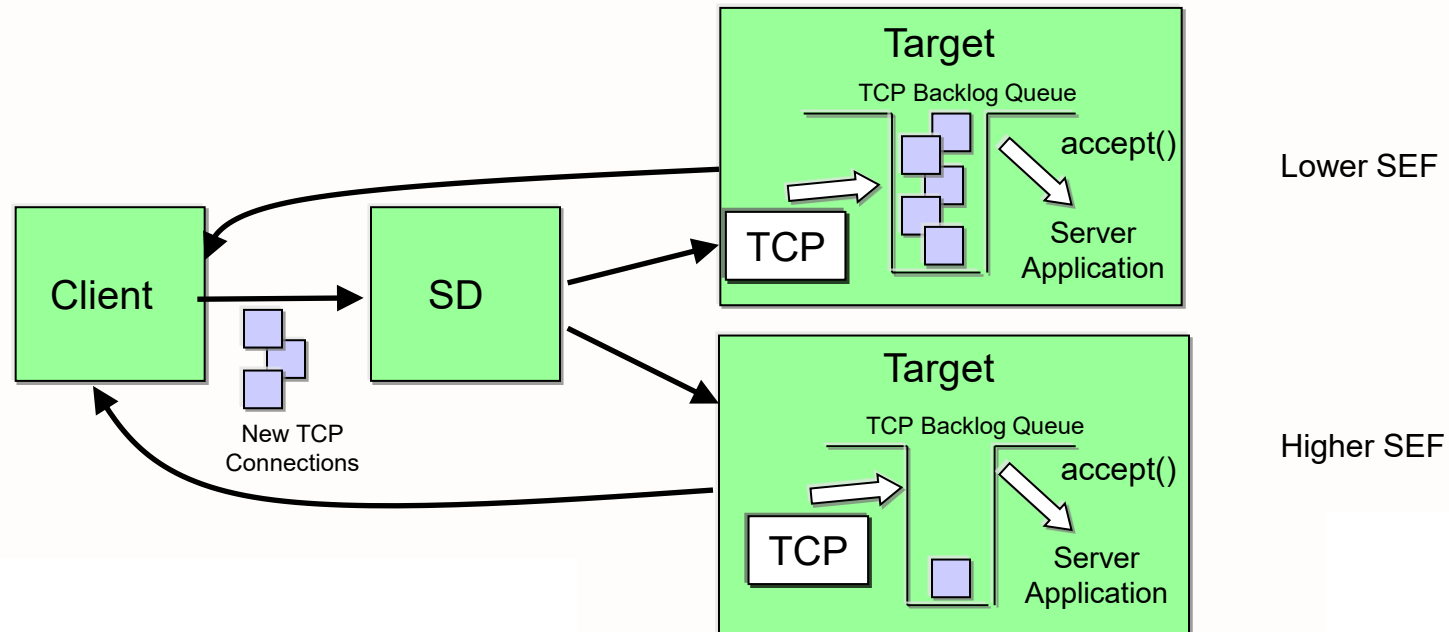 Target
TCP Backlog Queue
accept()
Lower SEF
TCP
Server
Application
Client
SD
New TCP
Connections
Target
TCP Backlog Queue
accept()
Higher SEF
TCP
Server
Application